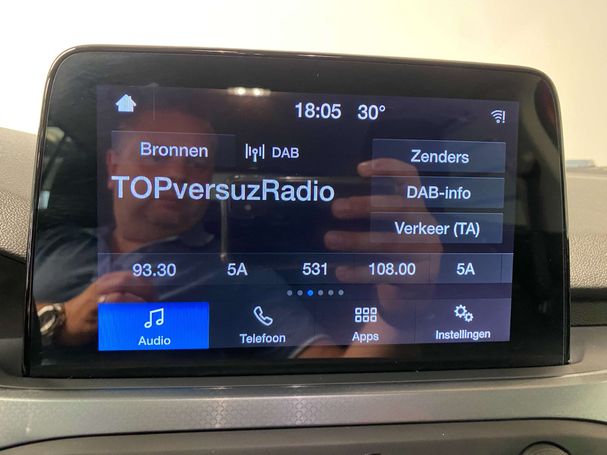 18:05 30°
Bronnen DAB Zenders
TOPversuzRadio DAB-info
Verkeer (TA)
93.30 5A 531 108.00 5A
Audio Telefoon Apps Instellingen